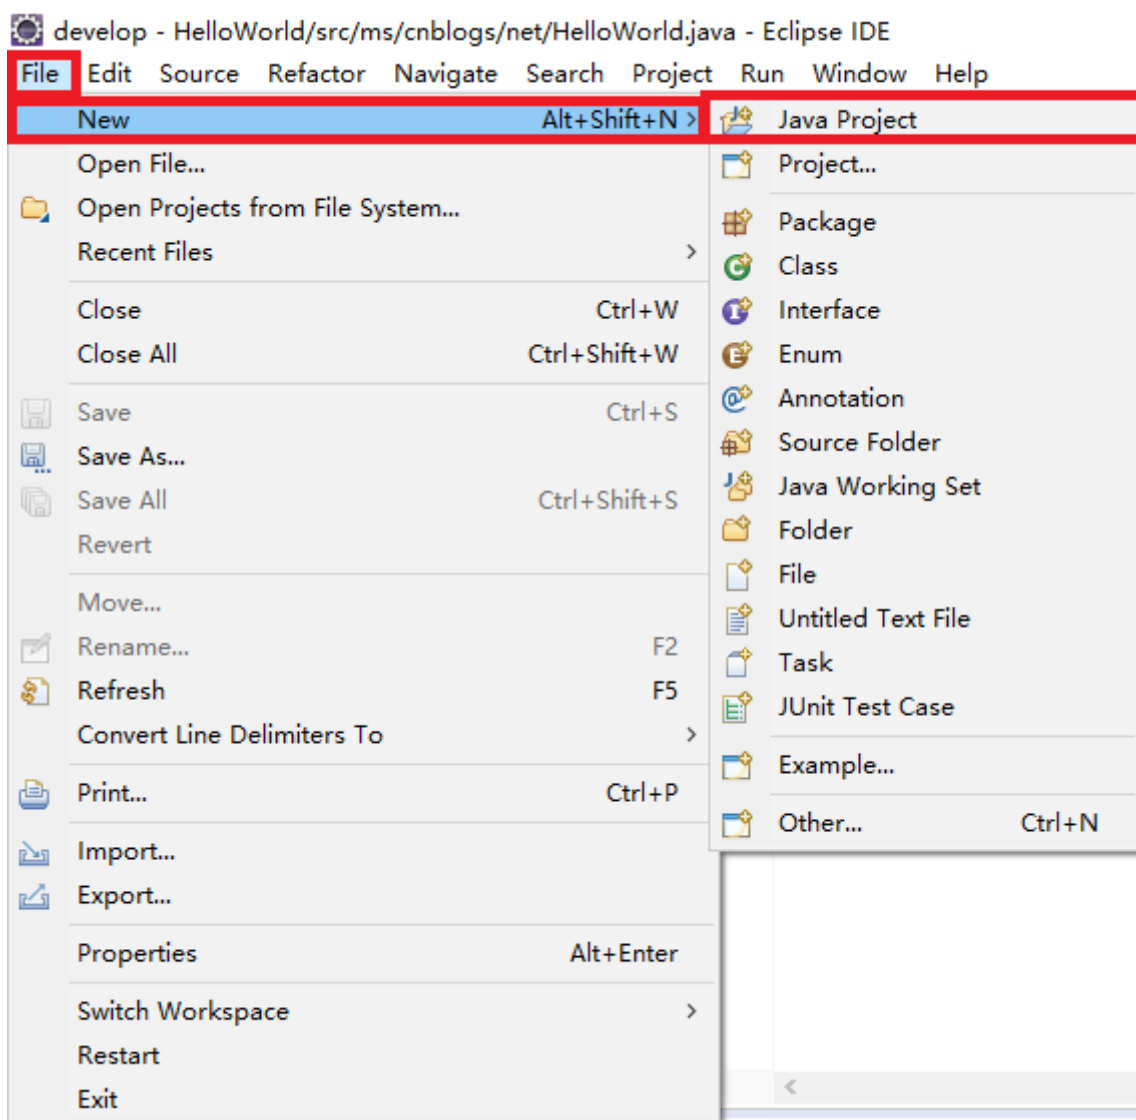 develop - HelloWorld/src/ms/cnblogs/net/HelloWorld.java - Eclipse IDE
File Edit Source Refactor Navigate Search Project Run Window Help
New Alt+Shift+N >
Open File...
Open Projects from File System...
Recent Files >
Close Ctrl+W
Close All Ctrl+Shift+W
Save Ctrl+S
Save As...
Save All Ctrl+Shift+S
Revert
Move...
Rename... F2
Refresh F5
Convert Line Delimiters To >
Print... Ctrl+P
Import...
Export...
Properties Alt+Enter
Switch Workspace >
Restart
Exit
Java Project
Project...
Package
Class
Interface
Enum
Annotation
Source Folder
Java Working Set
Folder
File
Untitled Text File
Task
JUnit Test Case
Example...
Other... Ctrl+N